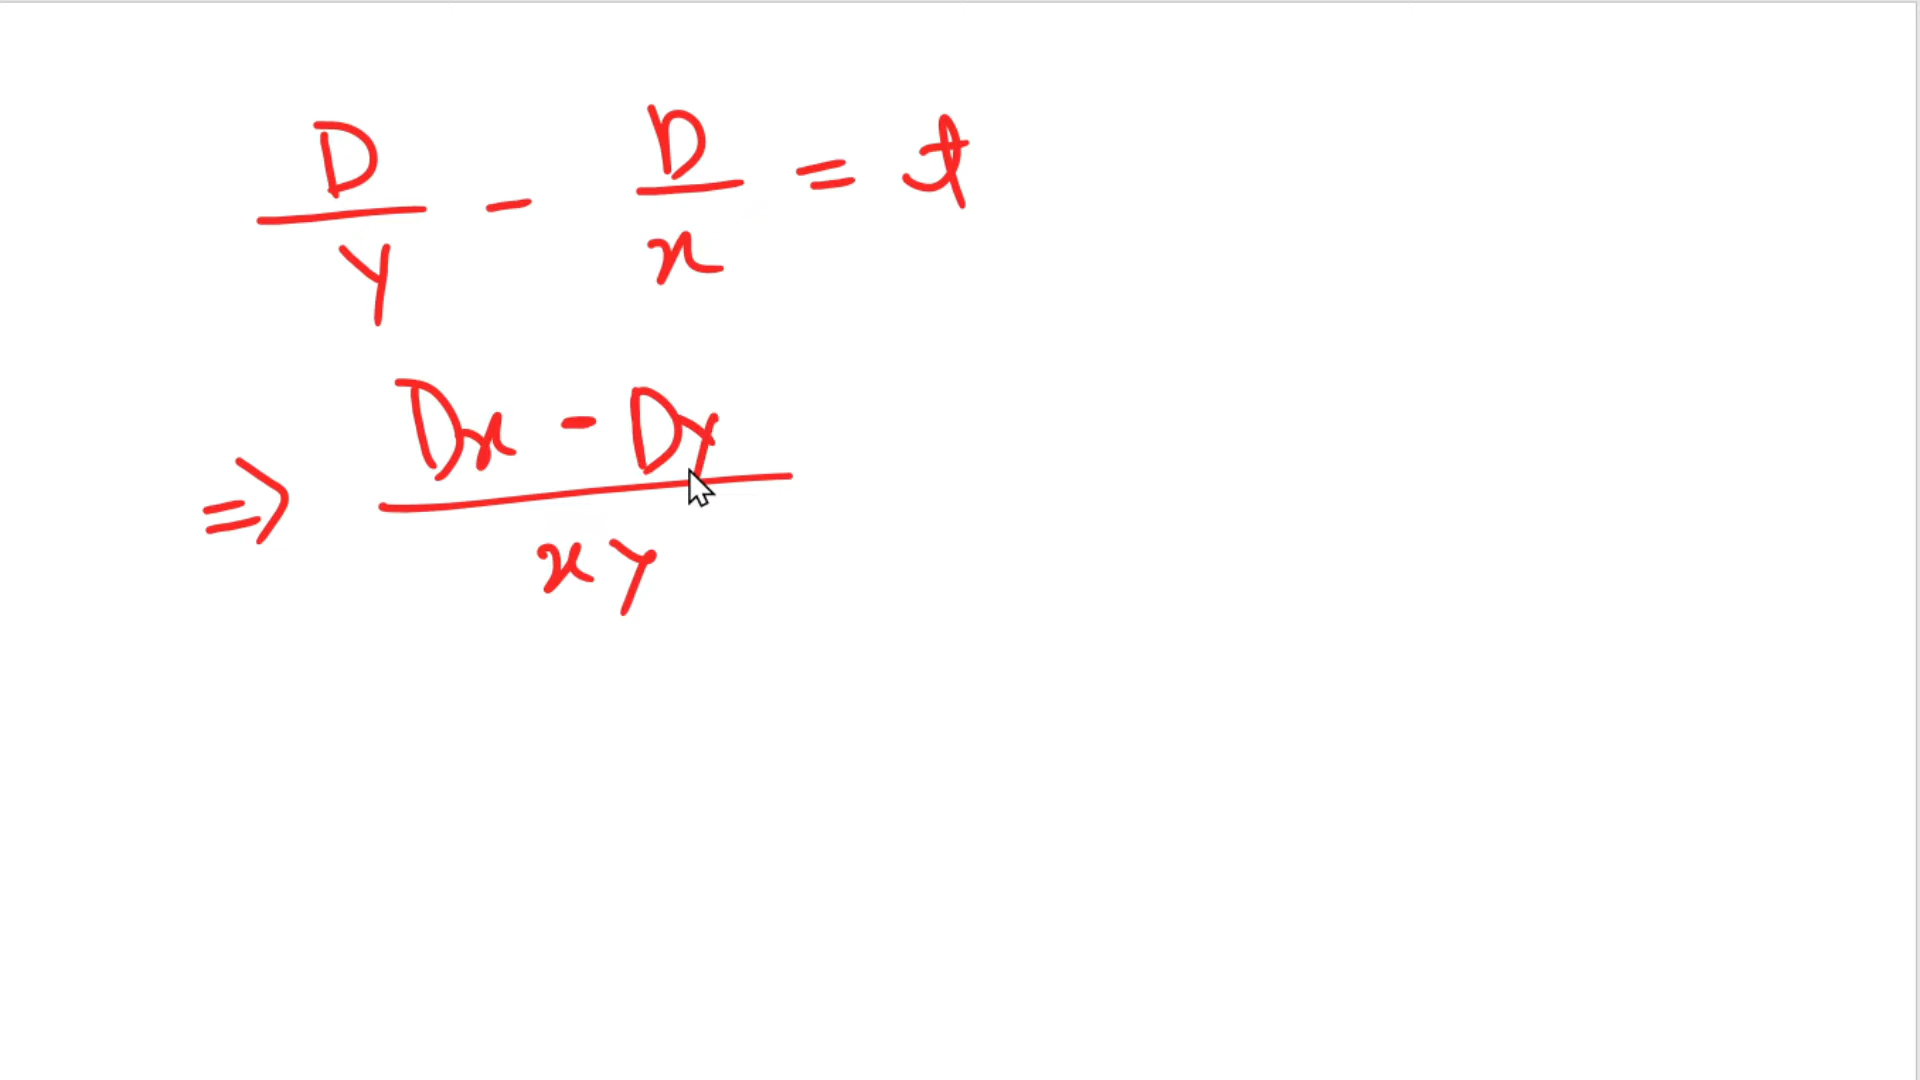 D/y - D/x = t
⇒ Dx - Dy / xy